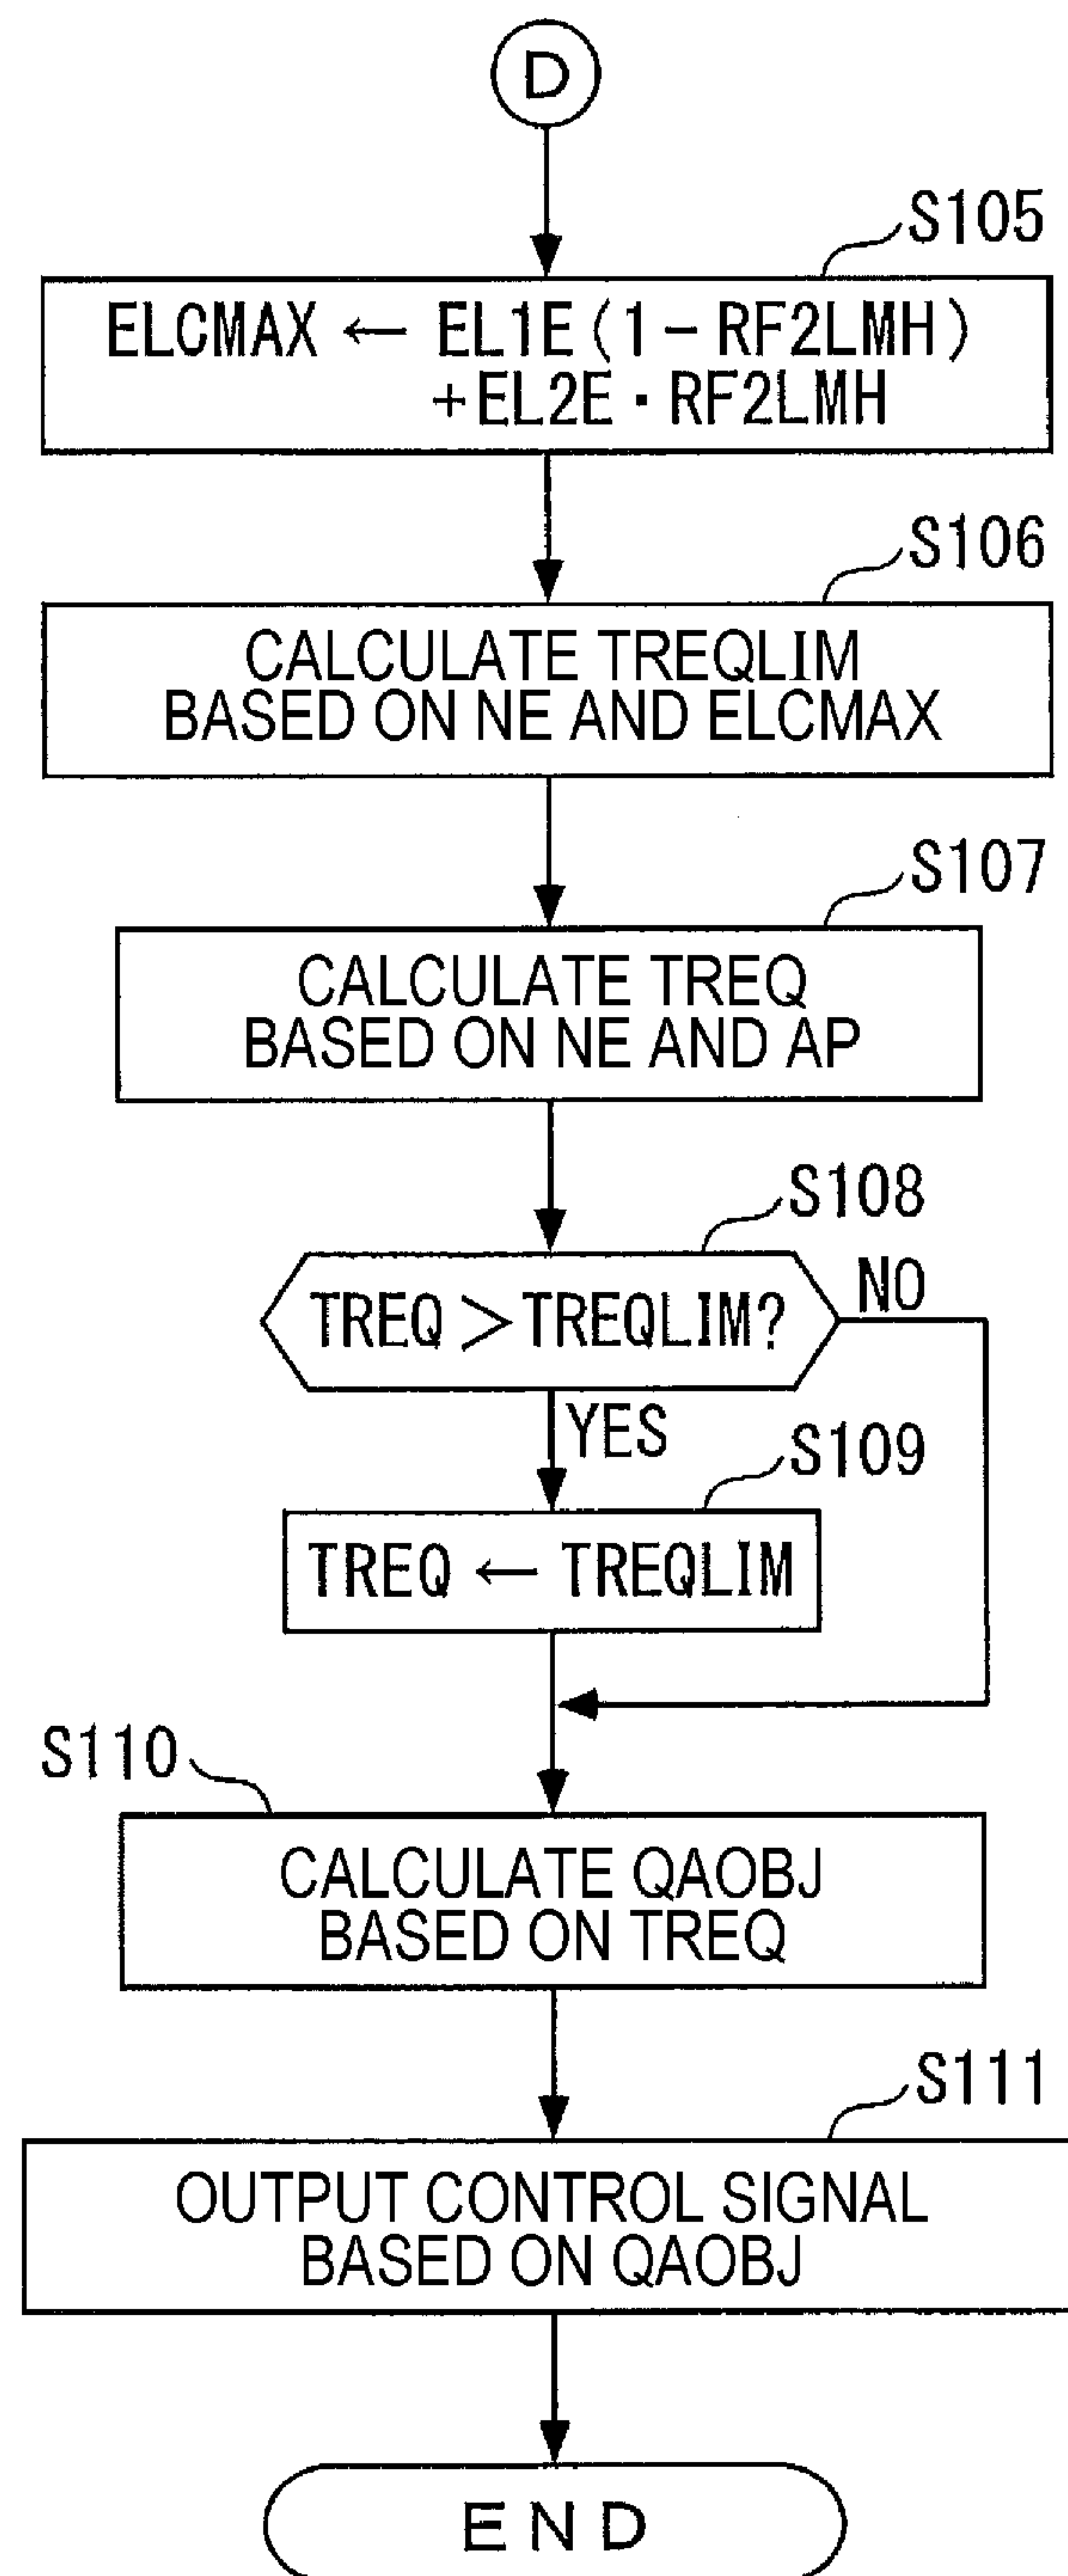 D
S105
ELCMAX ← EL1E(1-RF2LMH)
+EL2E・RF2LMH
S106
CALCULATE TREQLIM
BASED ON NE AND ELCMAX
S107
CALCULATE TREQ
BASED ON NE AND AP
S108
TREQ > TREQLIM?
NO
YES
S109
TREQ ← TREQLIM
S110
CALCULATE QAOBJ
BASED ON TREQ
S111
OUTPUT CONTROL SIGNAL
BASED ON QAOBJ
END